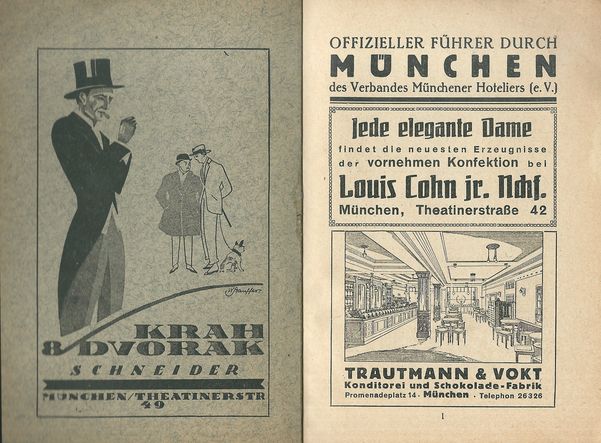 KRAH
& DVORAK
SCHNEIDER
MÜNCHEN/THEATINERSTR
49
OFFIZIELLER FÜHRER DURCH
MÜNCHEN
des Verbandes Münchener Hoteliers (e.V.)
Jede elegante Dame
findet die neuesten Erzeugnisse
der vornehmen Konfektion bei
Louis Cohn jr. Nchf.
München, Theatinerstraße 42
TRAUTMANN & VOKT
Konditorei und Schokolade-Fabrik
Promenadeplatz 14 · München · Telephon 26326
1